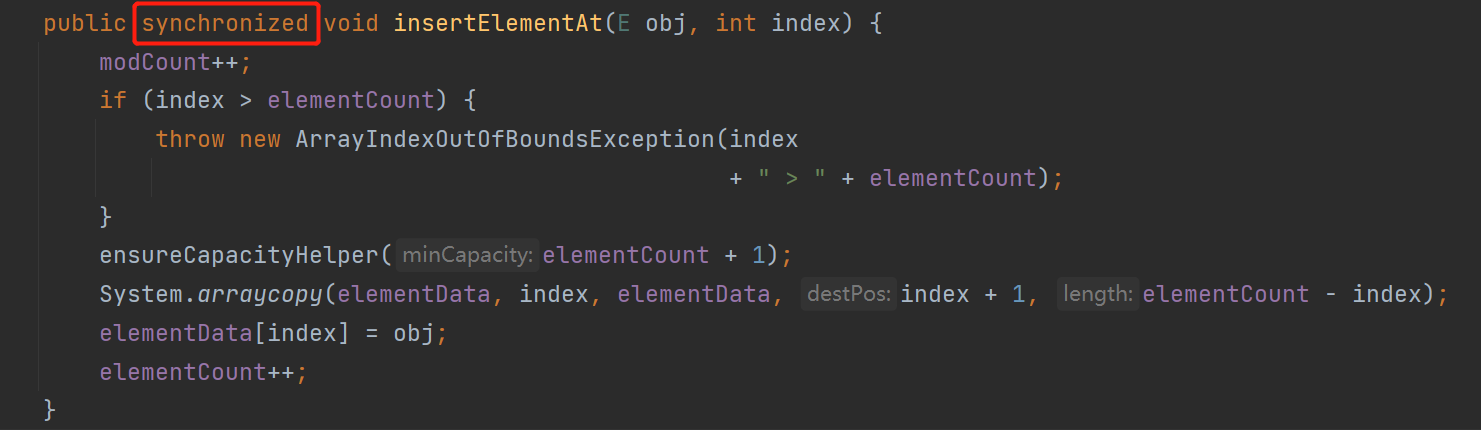 public synchronized void insertElementAt(E obj, int index) {
    modCount++;
    if (index > elementCount) {
        throw new ArrayIndexOutOfBoundsException(index
                                                 + " > " + elementCount);
    }
    ensureCapacityHelper( minCapacity: elementCount + 1);
    System.arraycopy(elementData, index, elementData, destPos: index + 1, length: elementCount - index);
    elementData[index] = obj;
    elementCount++;
}